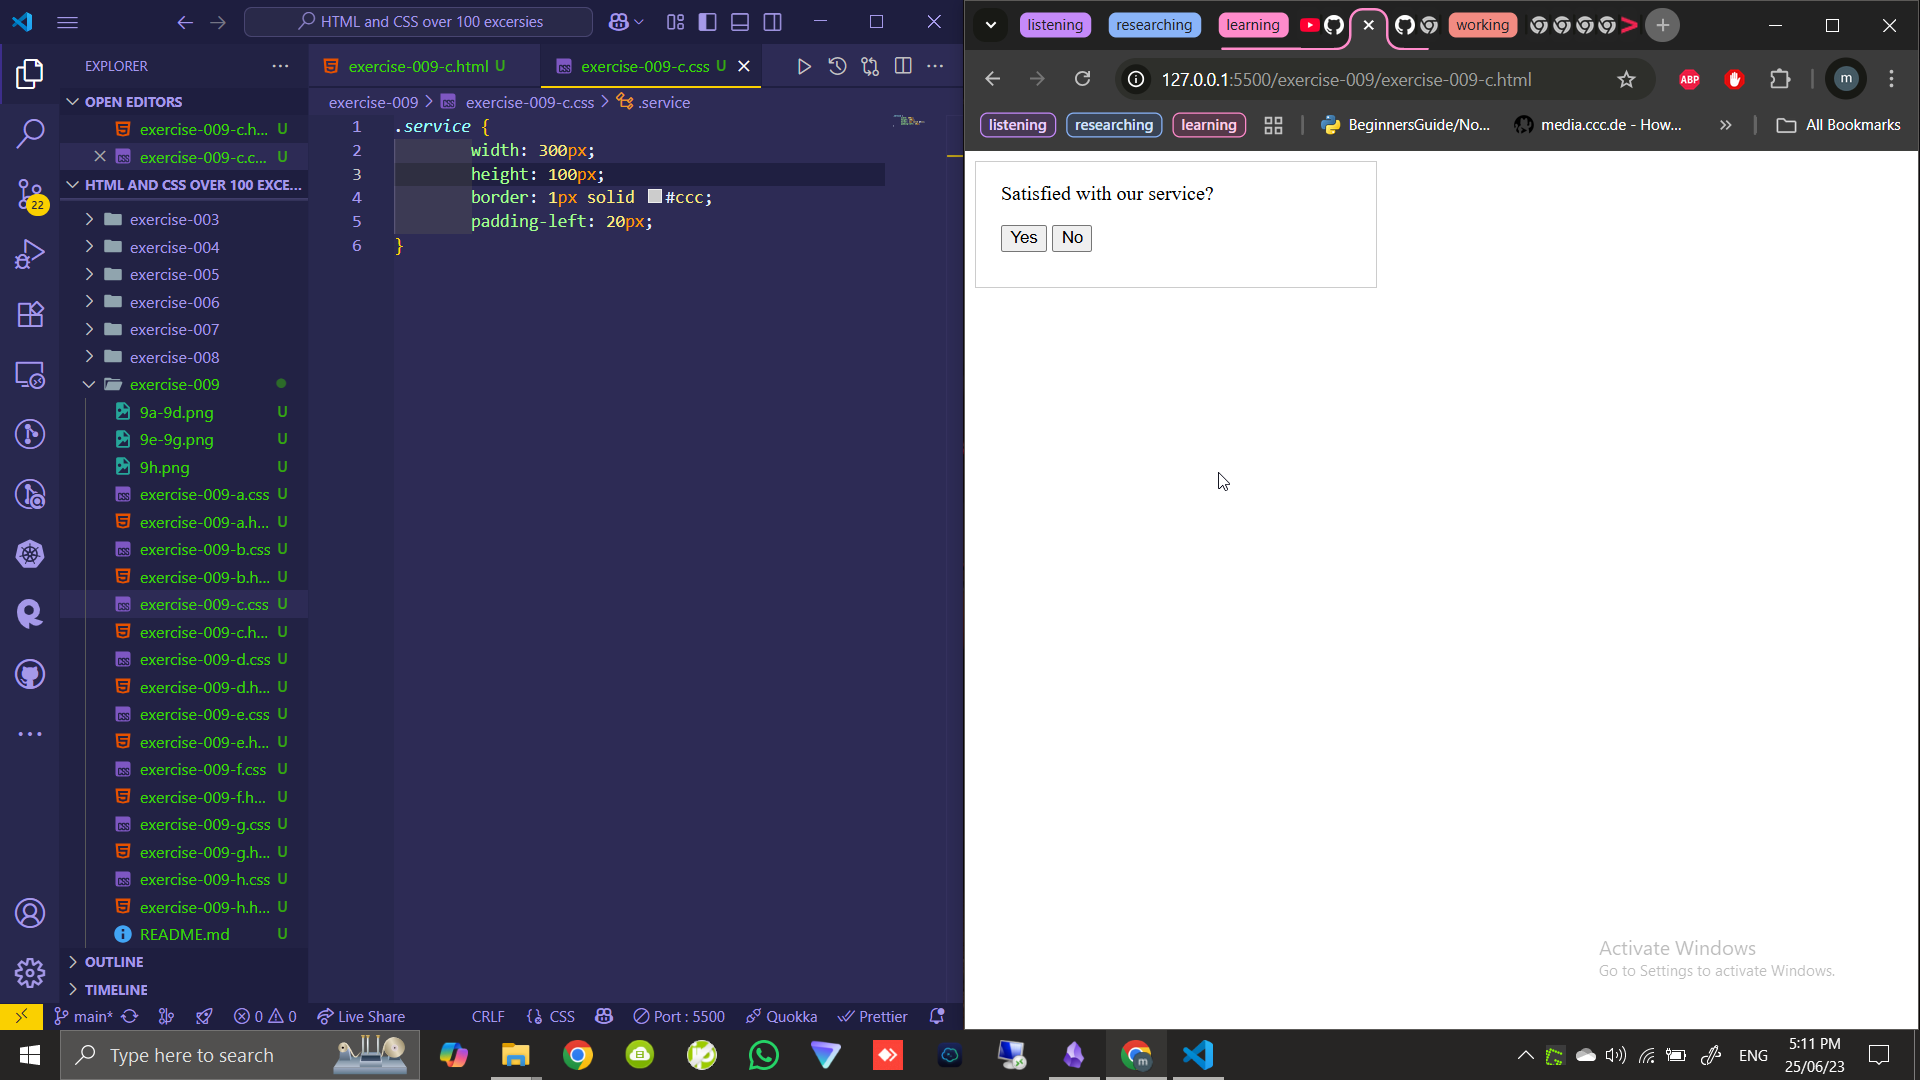 HTML and CSS over 100 excersies
EXPLORER
exercise-009-c.html U
exercise-009-c.css U
OPEN EDITORS
exercise-009-c.h... U
exercise-009-c.c... U
HTML AND CSS OVER 100 EXCE...
22
exercise-003
exercise-004
exercise-005
exercise-006
exercise-007
exercise-008
exercise-009
9a-9d.png U
9e-9g.png U
9h.png U
exercise-009-a.css U
exercise-009-a.h... U
exercise-009-b.css U
exercise-009-b.h... U
exercise-009-c.css U
exercise-009-c.h... U
exercise-009-d.css U
exercise-009-d.h... U
exercise-009-e.css U
exercise-009-e.h... U
exercise-009-f.css U
exercise-009-f.h... U
exercise-009-g.css U
exercise-009-g.h... U
exercise-009-h.css U
exercise-009-h.h... U
README.md U
OUTLINE
TIMELINE
exercise-009 > exercise-009-c.css > .service
1 .service {
2 width: 300px;
3 height: 100px;
4 border: 1px solid #ccc;
5 padding-left: 20px;
6 }
main* 0 0 Live Share CRLF {} CSS Port : 5500 Quokka Prettier
listening researching learning working
127.0.0.1:5500/exercise-009/exercise-009-c.html ABP m
listening researching learning BeginnersGuide/No... media.ccc.de - How... » All Bookmarks
Satisfied with our service?
Yes No
Activate Windows
Go to Settings to activate Windows.
Type here to search
ENG
5:11 PM
25/06/23